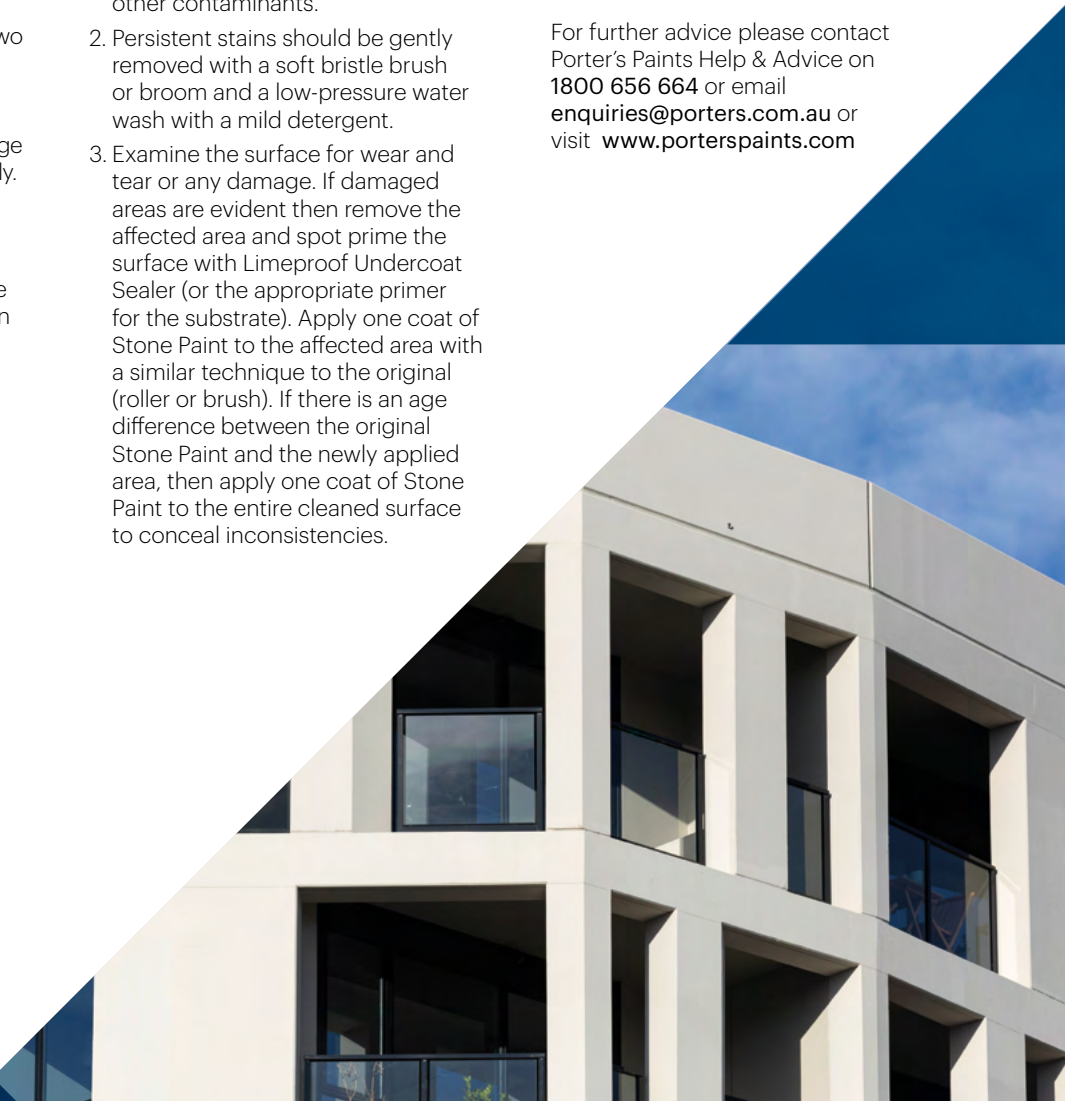 wo
ge
ly.
e
n
other contaminants.
2. Persistent stains should be gently
removed with a soft bristle brush
or broom and a low-pressure water
wash with a mild detergent.
3. Examine the surface for wear and
tear or any damage. If damaged
areas are evident then remove the
affected area and spot prime the
surface with Limeproof Undercoat
Sealer (or the appropriate primer
for the substrate). Apply one coat of
Stone Paint to the affected area with
a similar technique to the original
(roller or brush). If there is an age
difference between the original
Stone Paint and the newly applied
area, then apply one coat of Stone
Paint to the entire cleaned surface
to conceal inconsistencies.
For further advice please contact
Porter’s Paints Help & Advice on
1800 656 664 or email
enquiries@porters.com.au or
visit www.porterspaints.com